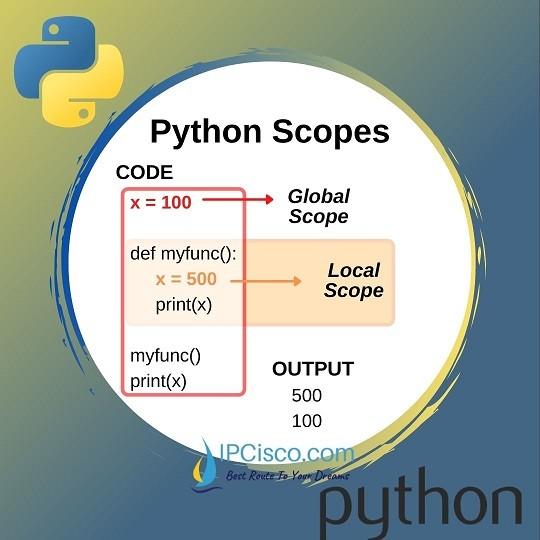 Python Scopes
CODE
x = 100
Global
Scope
def myfunc():
x = 500
print(x)
Local
Scope
myfunc()
print(x)
OUTPUT
500
100
IPCisco.com
Best Route To Your Dreams
python